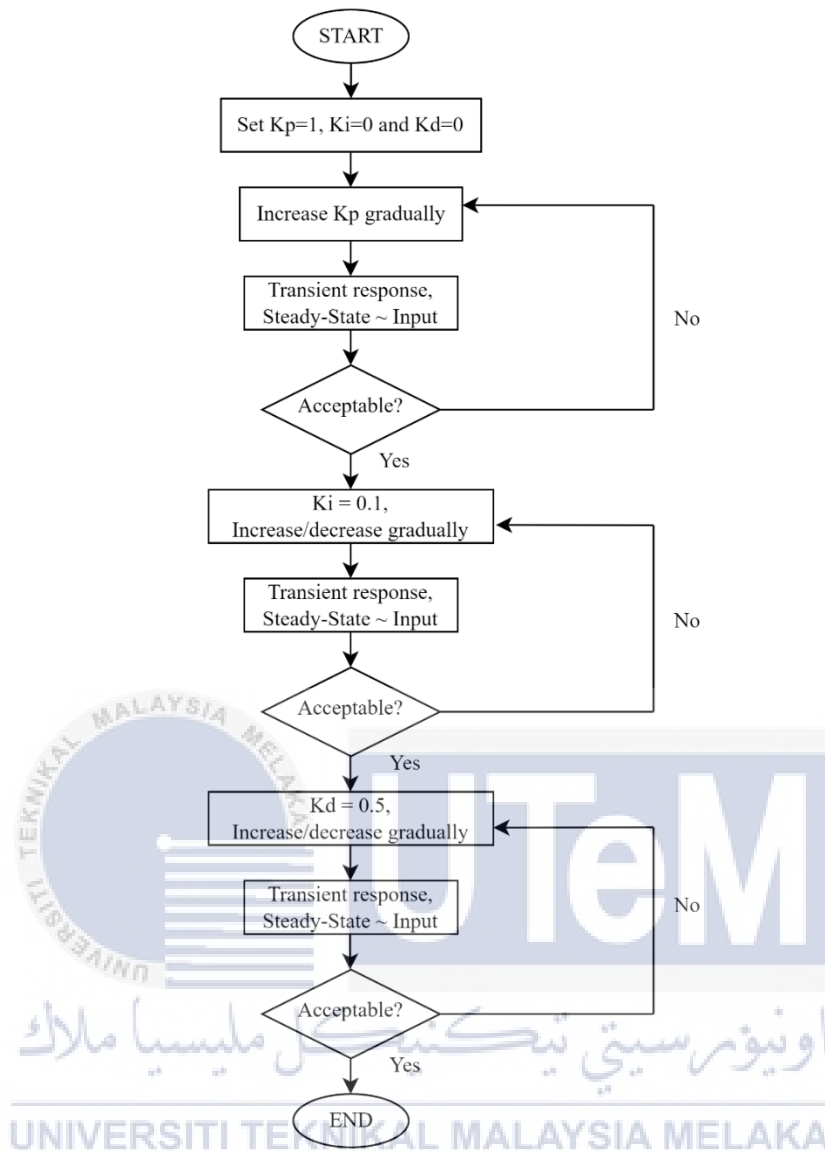 START
Set Kp=1, Ki=0 and Kd=0
Increase Kp gradually
Transient response,
Steady-State ~ Input
No
Acceptable?
Yes
Ki = 0.1,
Increase/decrease gradually
Transient response,
Steady-State ~ Input
No
Acceptable?
Yes
Kd = 0.5,
Increase/decrease gradually
Transient response,
Steady-State ~ Input
No
Acceptable?
Yes
END
UNIVERSITI TEKNIKAL MALAYSIA MELAKA
UTeM
اونيۏرسيتي تيكنيكل مليسيا ملاك
UNIVERSITI TEKNIKAL MALAYSIA MELAKA